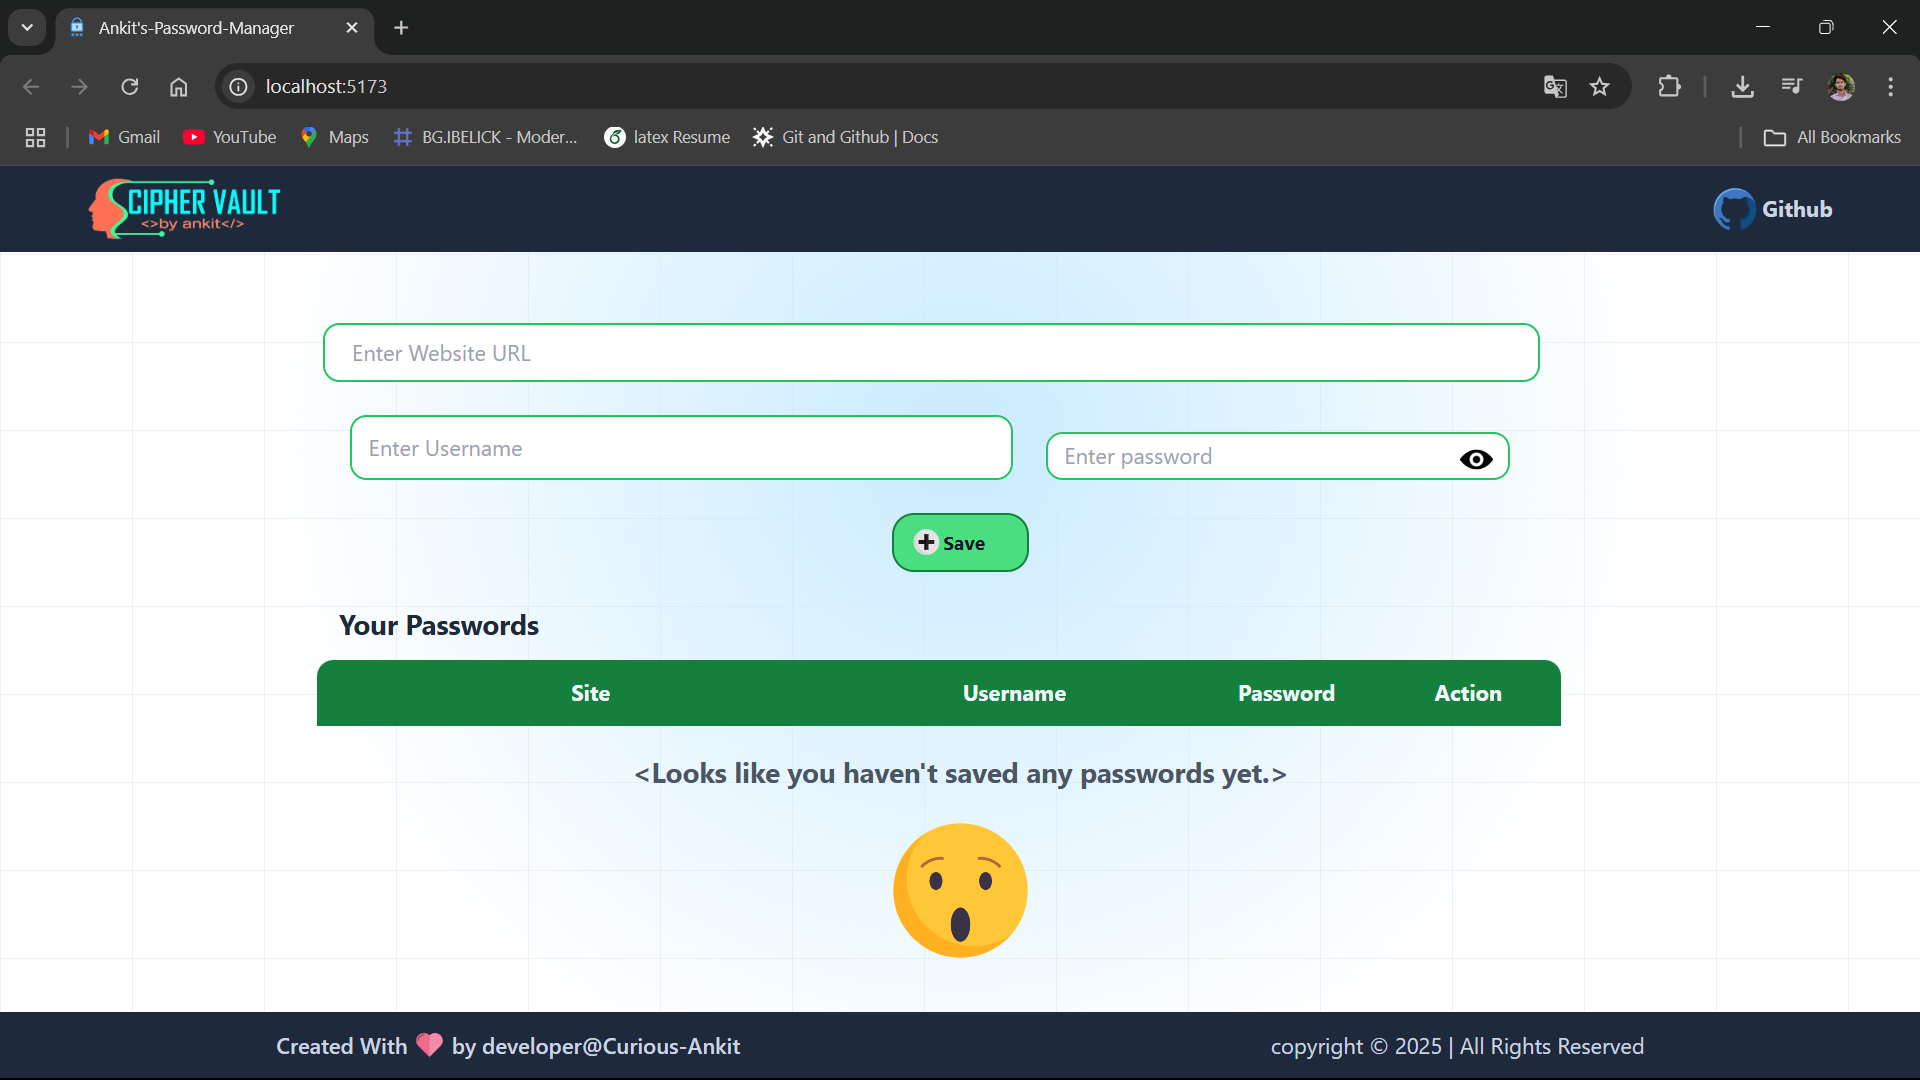 Ankit's-Password-Manager
localhost:5173
Gmail
YouTube
Maps
BG.IBELICK - Moder...
latex Resume
Git and Github | Docs
All Bookmarks
CIPHER VAULT
<>by ankit</>
Github
Enter Website URL
Enter Username
Enter password
Save
Your Passwords
Site Username Password Action
<Looks like you haven't saved any passwords yet.>
Created With by developer@Curious-Ankit
copyright © 2025 | All Rights Reserved